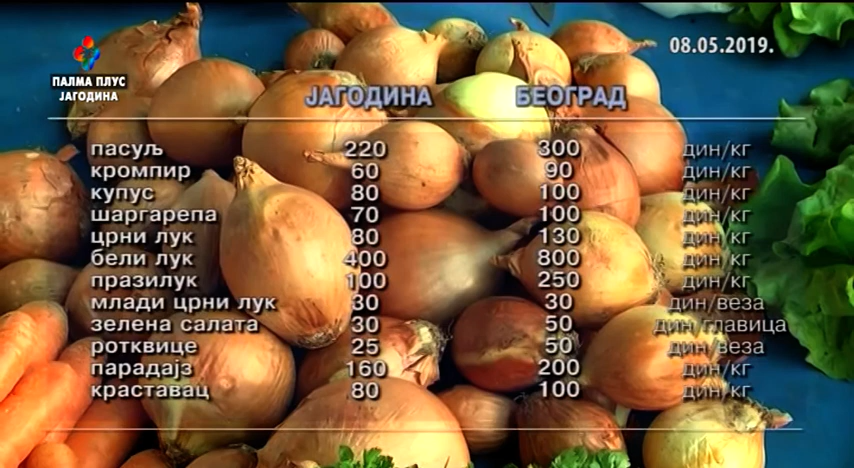 08.05.2019.
ПАЛМА ПЛУС
ЈАГОДИНА
ЈАГОДИНА БЕОГРАД
пасуљ 220 300 дин/кг
кромпир 60 90 дин/кг
купус 80 100 дин/кг
шаргарепа 70 100 дин/кг
црни лук 80 130 дин/кг
бели лук 400 800 дин/кг
празилук 100 250 дин/кг
млади црни лук 30 30 дин/веза
зелена салата 30 50 дин/главица
ротквице 25 50 дин/веза
парадајз 160 200 дин/кг
краставац 80 100 дин/кг